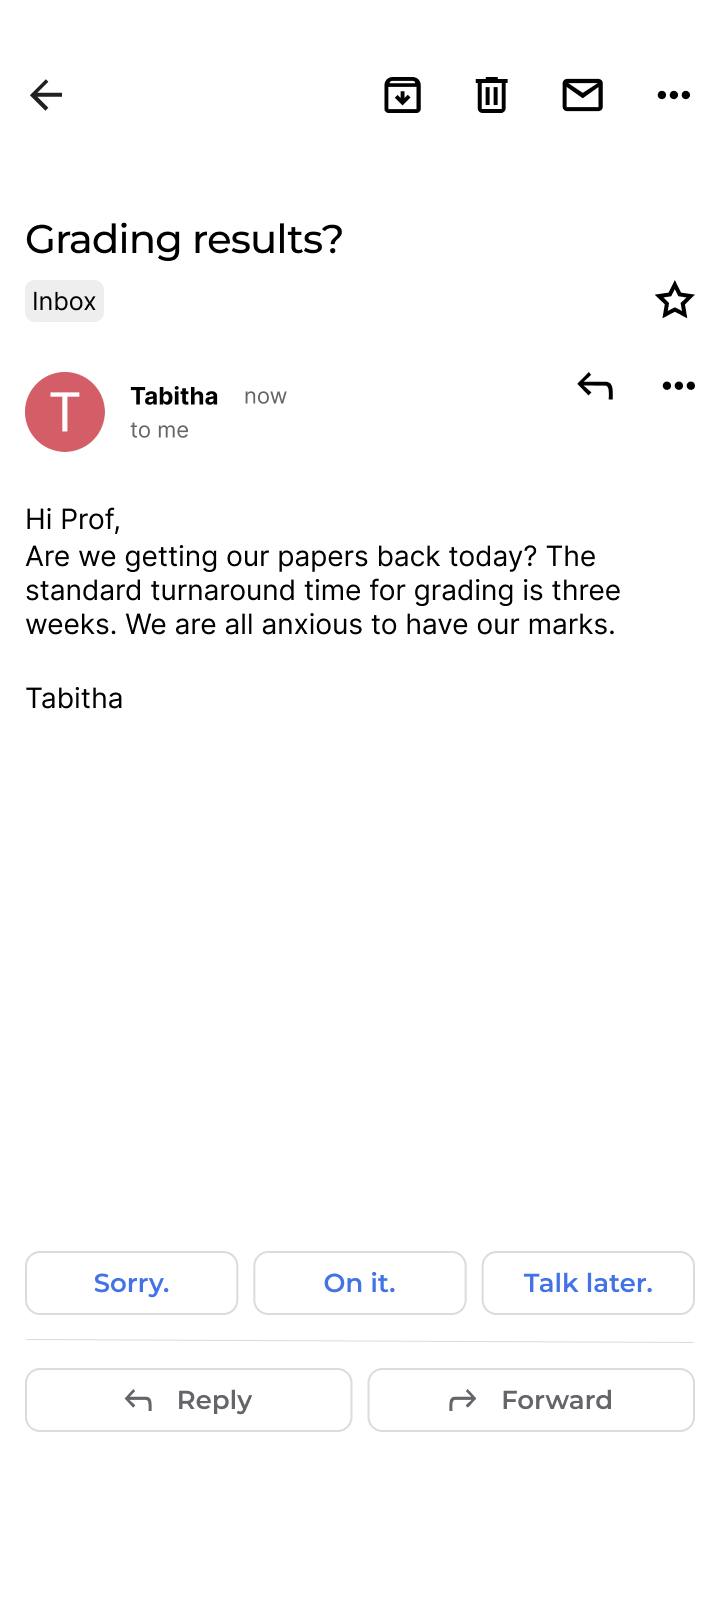 Grading results?
Inbox
T
Tabitha now
to me
Hi Prof,
Are we getting our papers back today? The
standard turnaround time for grading is three
weeks. We are all anxious to have our marks.
Tabitha
Sorry.
On it.
Talk later.
Reply
Forward